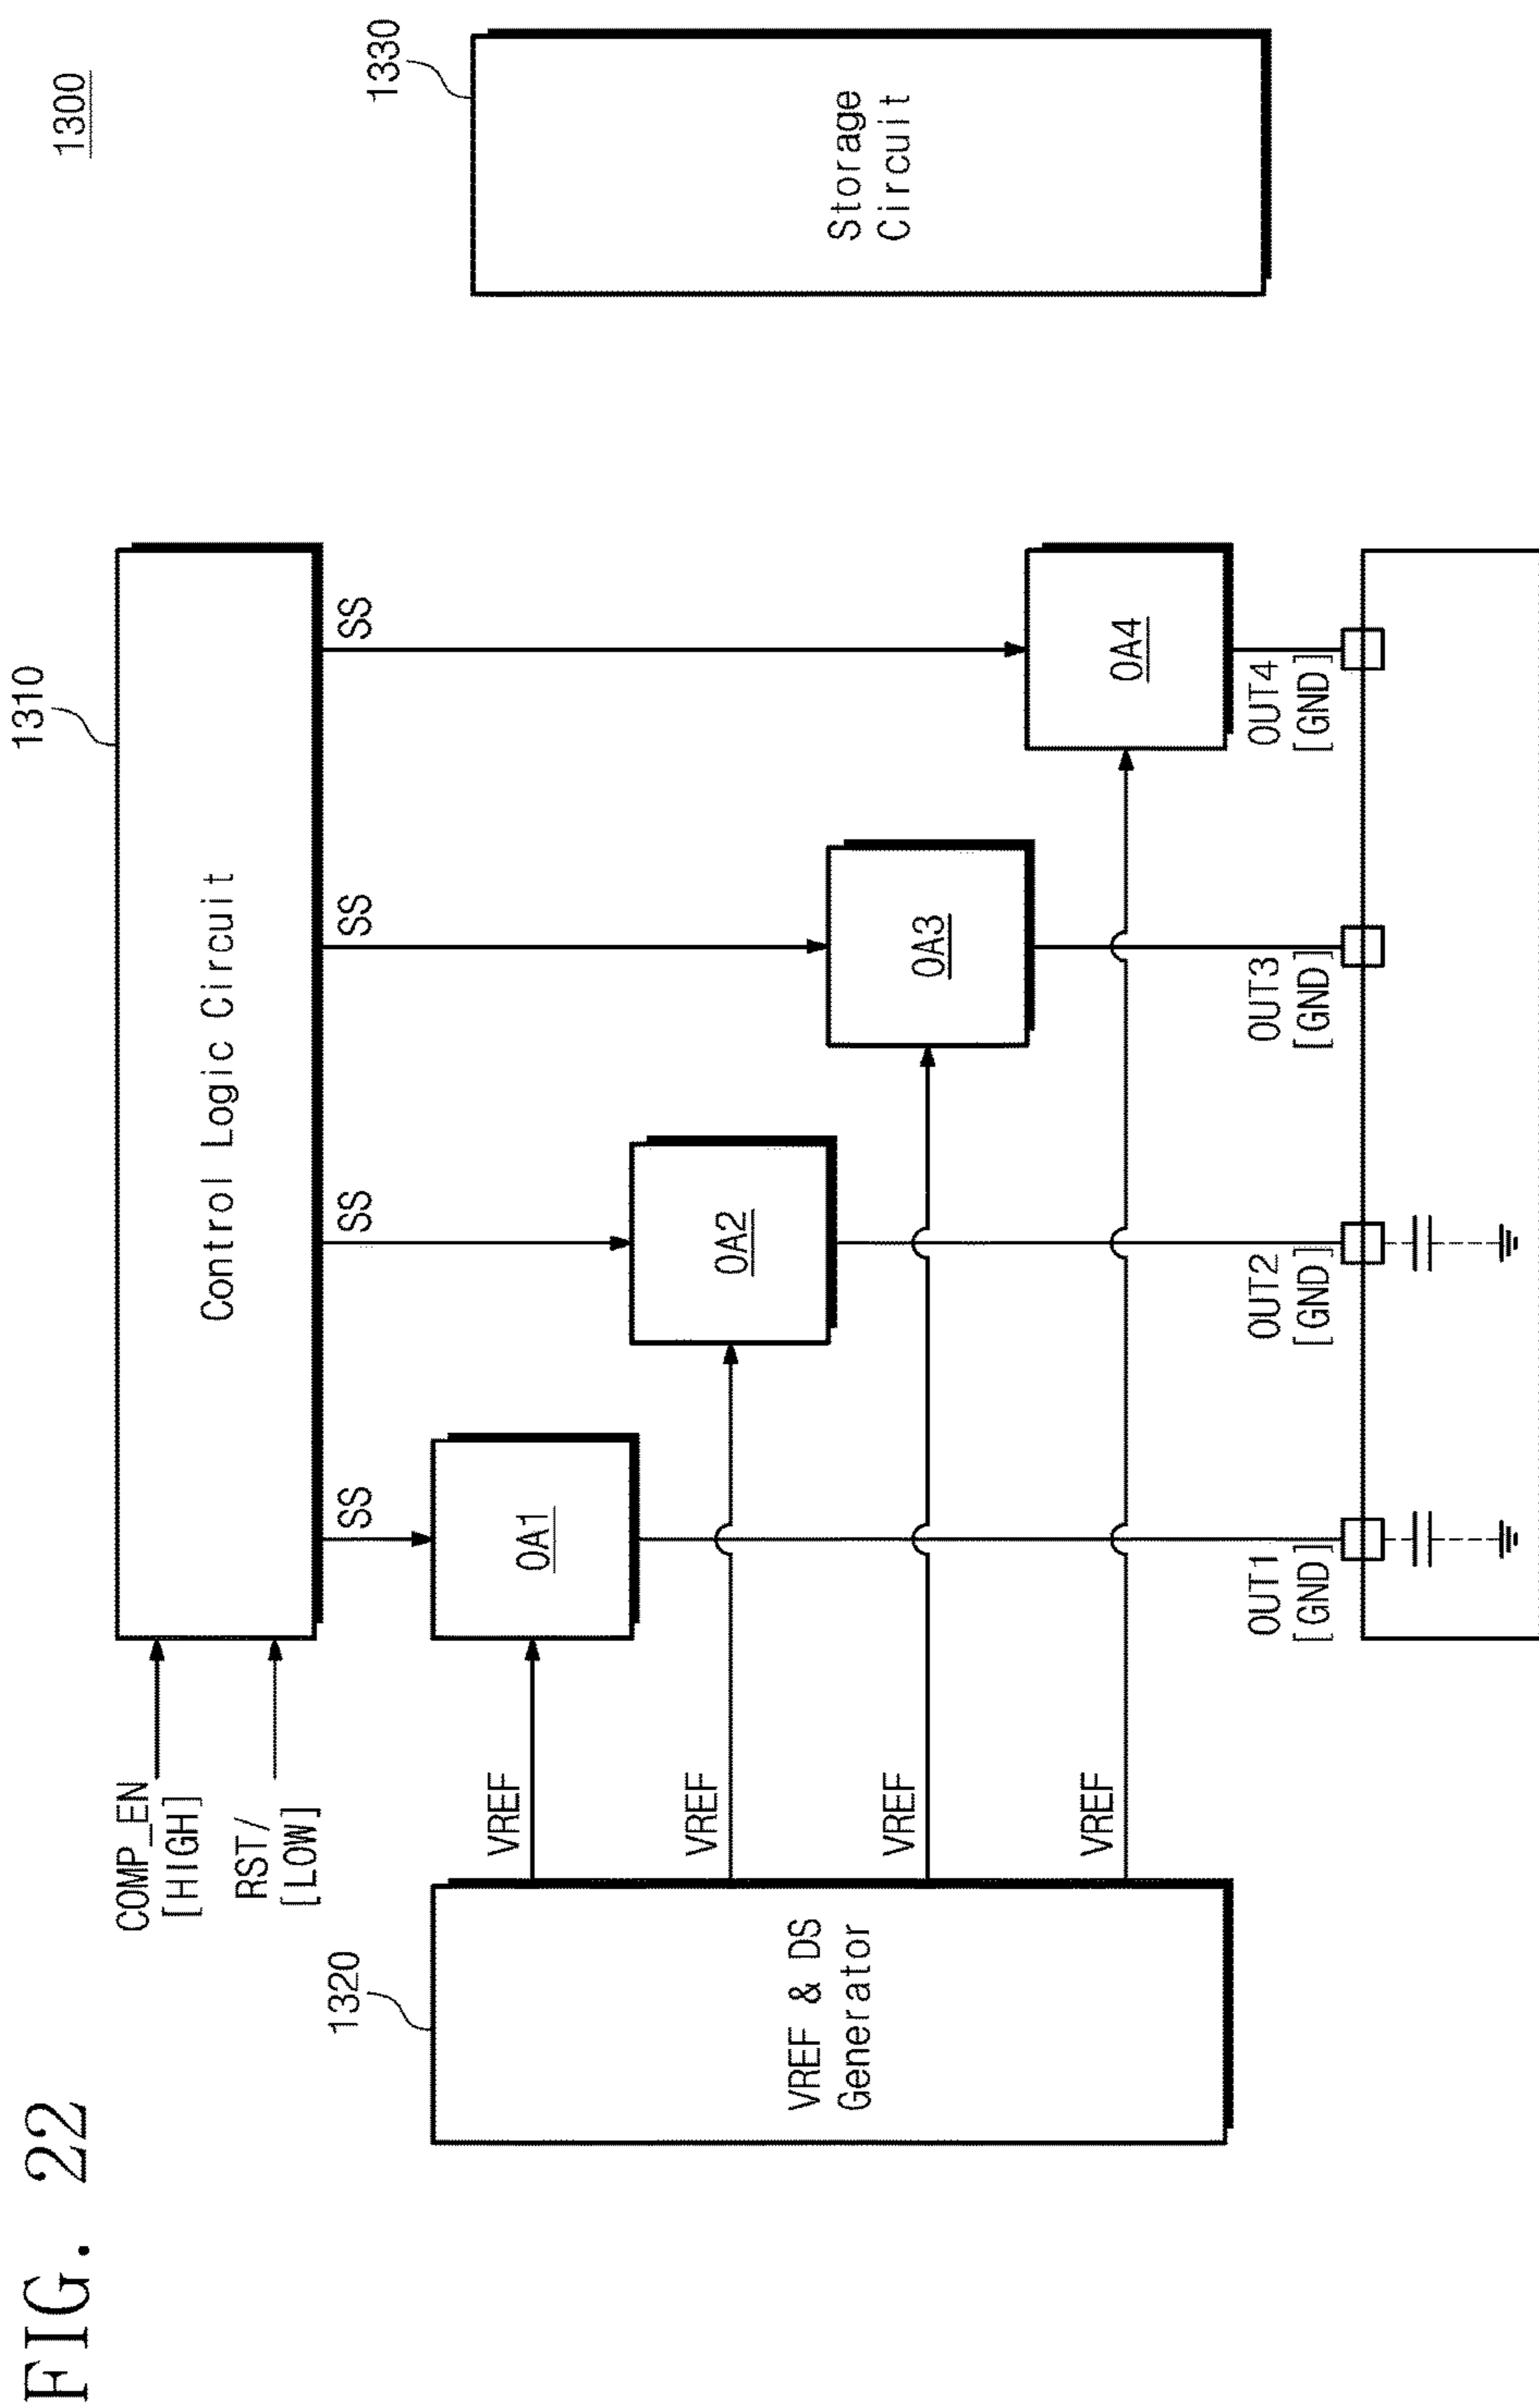 FIG. 22
1300
1310
COMP_EN
[HIGH]
RST/
[LOW]
Control Logic Circuit
SS
SS
SS
SS
1320
VREF & DS
Generator
VREF
VREF
VREF
VREF
OA1
OA2
OA3
OA4
1330
Storage
Circuit
OUT1
[GND]
OUT2
[GND]
OUT3
[GND]
OUT4
[GND]